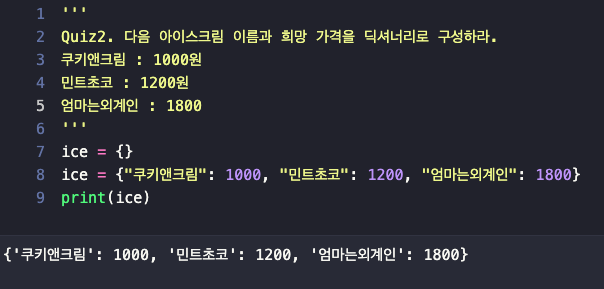 1 '''
2 Quiz2. 다음 아이스크림 이름과 희망 가격을 딕셔너리로 구성하라.
3 쿠키앤크림 : 1000원
4 민트초코 : 1200원
5 엄마는외계인 : 1800
6 '''
7 ice = {}
8 ice = {"쿠키앤크림": 1000, "민트초코": 1200, "엄마는외계인": 1800}
9 print(ice)
{'쿠키앤크림': 1000, '민트초코': 1200, '엄마는외계인': 1800}